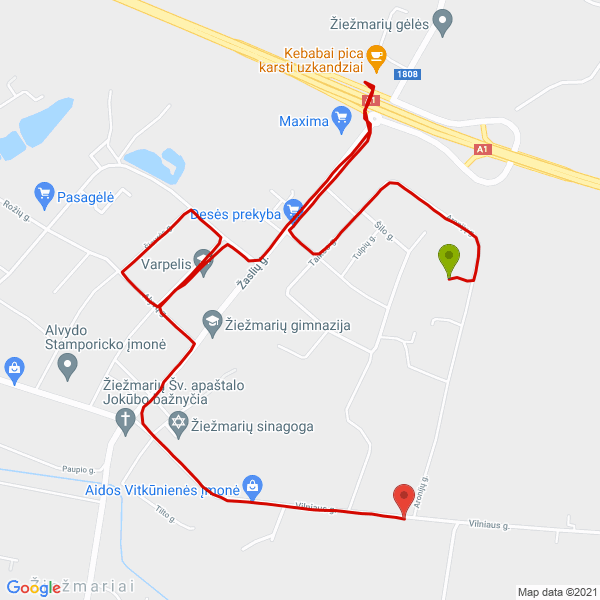 Žiežmarių gėlės
Kebabai pica
karsti uzkandziai
1808
A1
Maxima
A1
Pasagėlė
Rožių g.
Desės prekyba
Šilo g.
Tulpių g.
Varpelis
Žaslių g.
Žiežmarių gimnazija
Alvydo
Stamporicko įmonė
Žiežmarių Šv. apaštalo
Jokūbo bažnyčia
Žiežmarių sinagoga
Paupio g.
Aidos Vitkūnienės įmonė
Aronijų g.
Vilniaus g.
Tilto g.
Vilniaus g.
Žiežmariai
Google
Map data ©2021